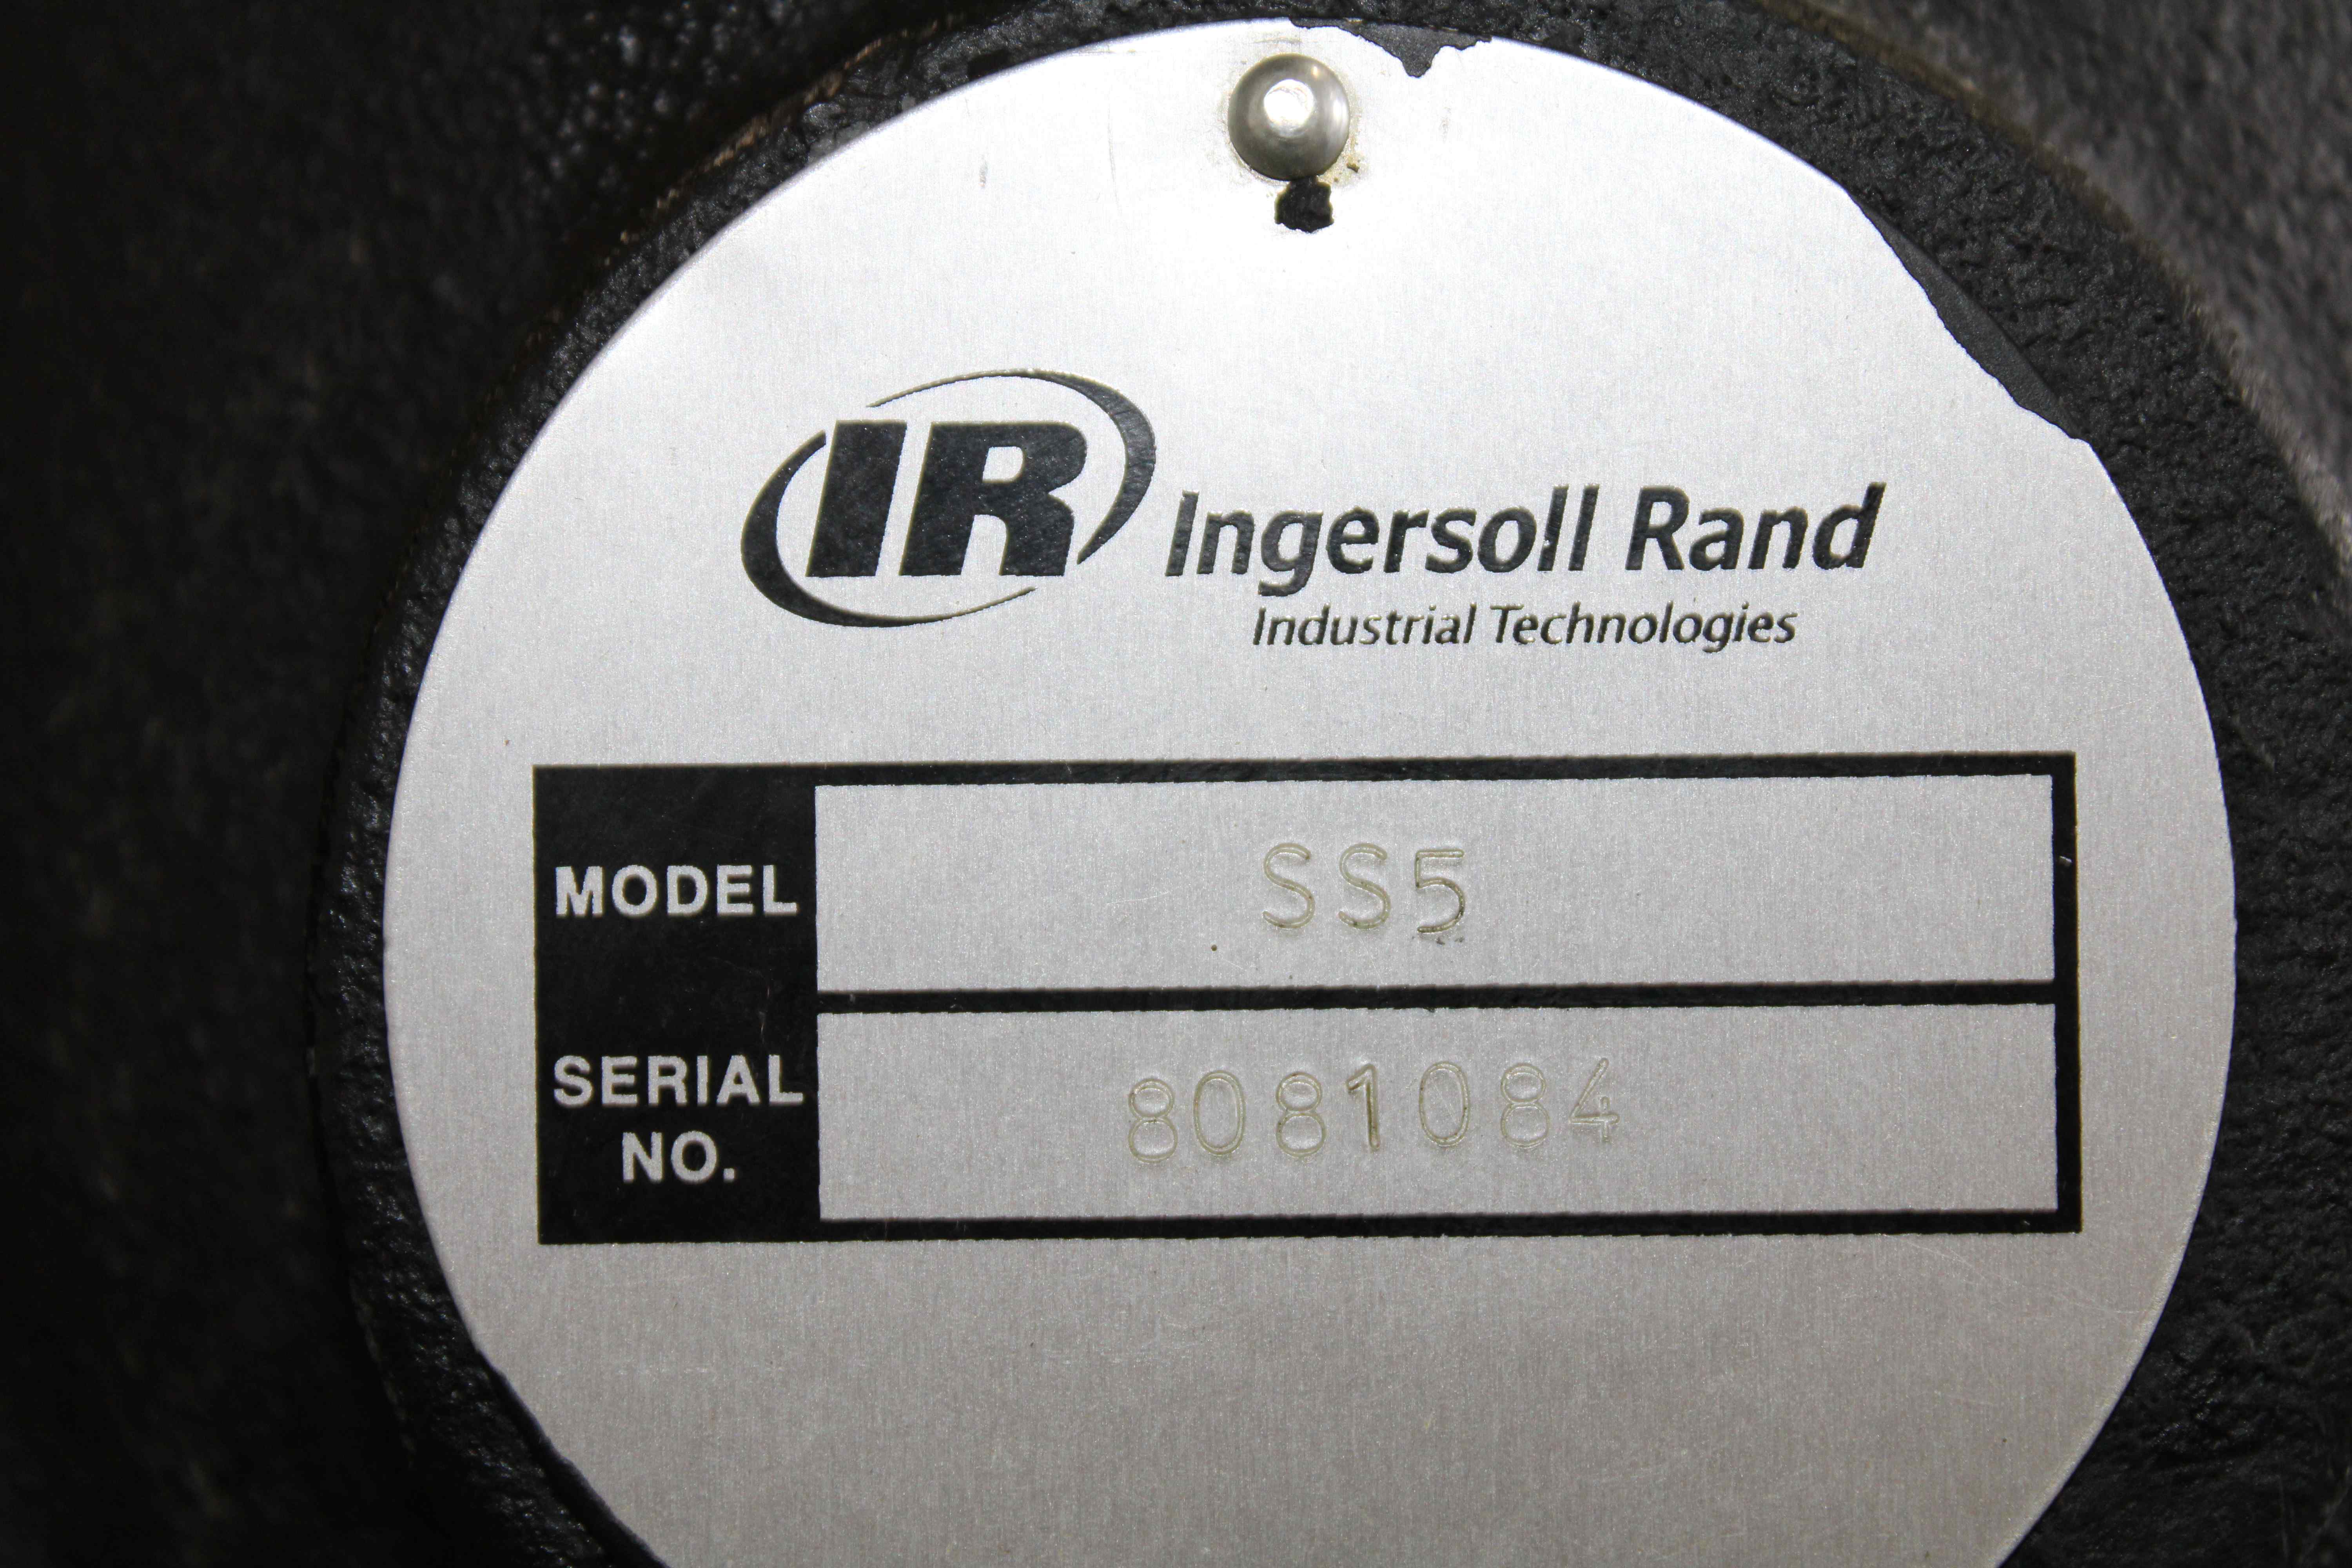 IR Ingersoll Rand
Industrial Technologies
MODEL SS5
SERIAL NO. 8081084